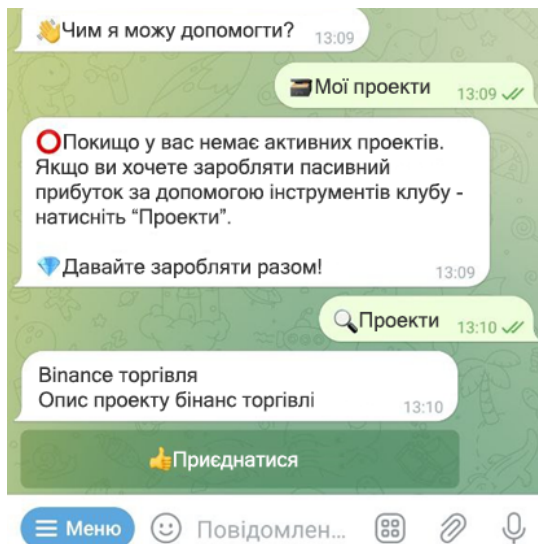 👋Чим я можу допомогти?
13:09
🗃️Мої проекти
13:09
⭕Покищо у вас немає активних проектів.
Якщо ви хочете заробляти пасивний
прибуток за допомогою інструментів клубу -
натисніть “Проекти”.
💎Давайте заробляти разом!
13:09
🔍Проекти
13:10
Binance торгівля
Опис проекту бінанс торгівлі
13:10
👍Приєднатися
Меню
Повідомлен...